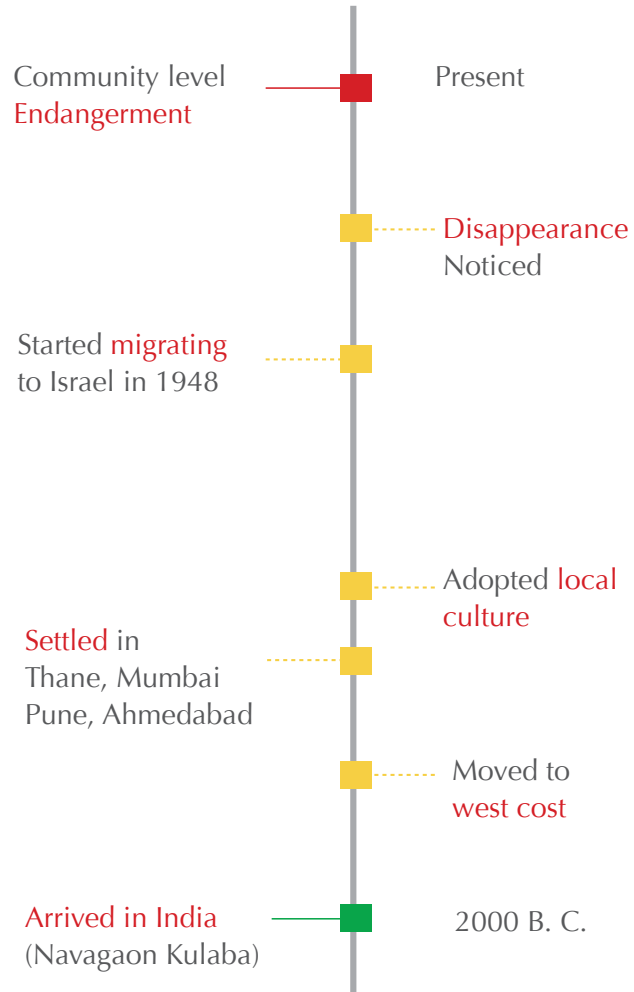 Community level
Endangerment
Present
Disappearance
Noticed
Started migrating
to Israel in 1948
Adopted local
culture
Settled in
Thane, Mumbai
Pune, Ahmedabad
Moved to
west cost
Arrived in India
(Navagaon Kulaba)
2000 B. C.